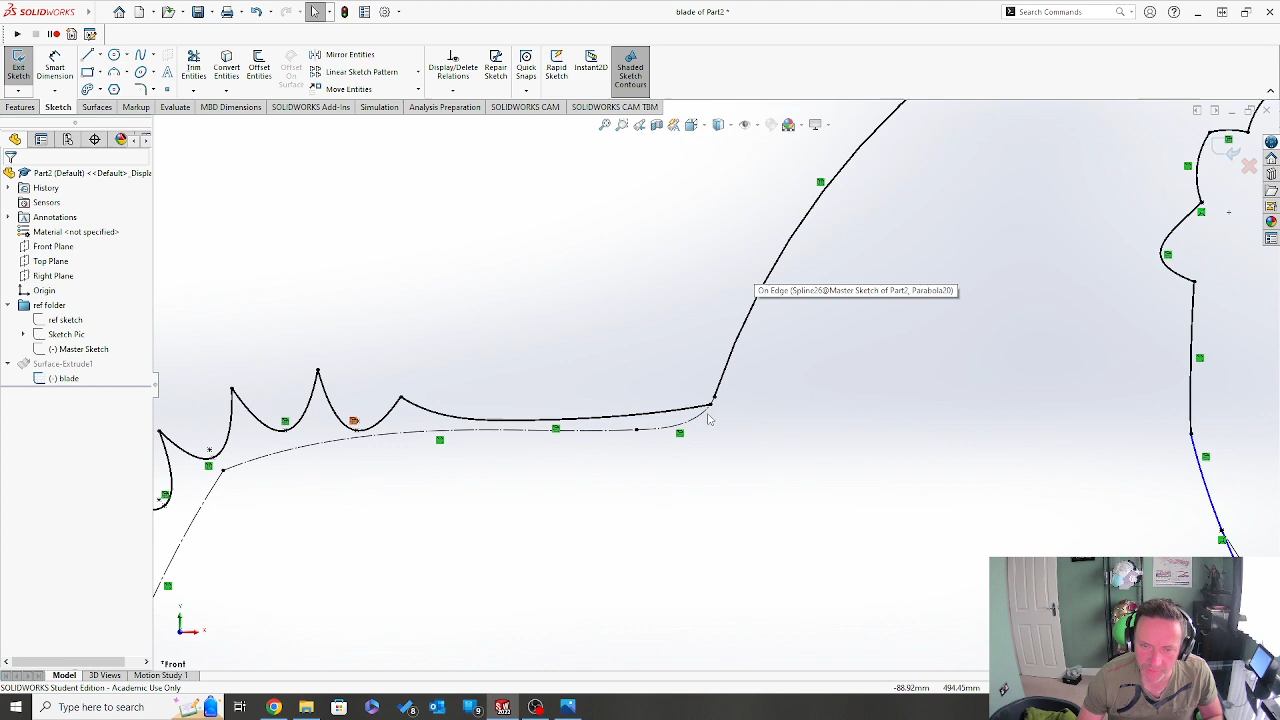 SOLIDWORKS
blade of Part2 *
Search Commands
Exit Sketch
Smart Dimension
Trim Entities
Convert Entities
Offset Entities
Offset On Surface
Mirror Entities
Linear Sketch Pattern
Move Entities
Display/Delete Relations
Repair Sketch
Quick Snaps
Rapid Sketch
Instant2D
Shaded Sketch Contours
Features
Sketch
Surfaces
Markup
Evaluate
MBD Dimensions
SOLIDWORKS Add-Ins
Simulation
Analysis Preparation
SOLIDWORKS CAM
SOLIDWORKS CAM TBM
Part2 (Default) <<Default>_Displa
History
Sensors
Annotations
Material <not specified>
Front Plane
Top Plane
Right Plane
Origin
ref folder
ref sketch
Sketch Pic
(-) Master Sketch
Surface-Extrude1
(-) blade
On Edge (Spline26@Master Sketch of Part2, Parabola20)
Y
X
*Front
Model
3D Views
Motion Study 1
SOLIDWORKS Student Edition - Academic Use Only
-88.92mm
494.45mm
Type here to search